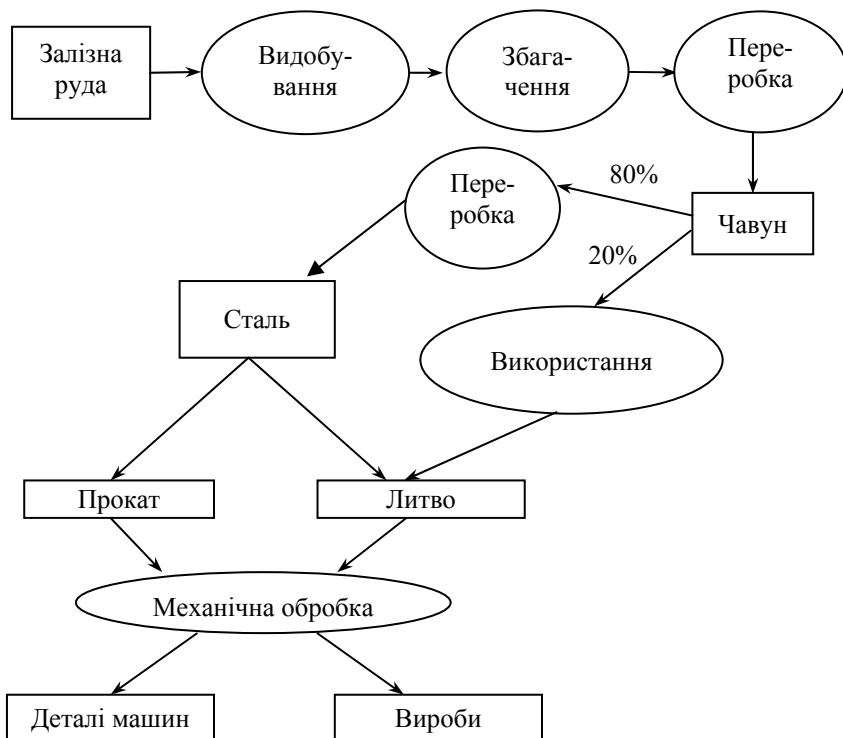 Залізна
руда
Видобу-
вання
Збага-
чення
Пере-
робка
80%
Пере-
робка
Чавун
20%
Сталь
Використання
Прокат
Литво
Механічна обробка
Деталі машин
Вироби